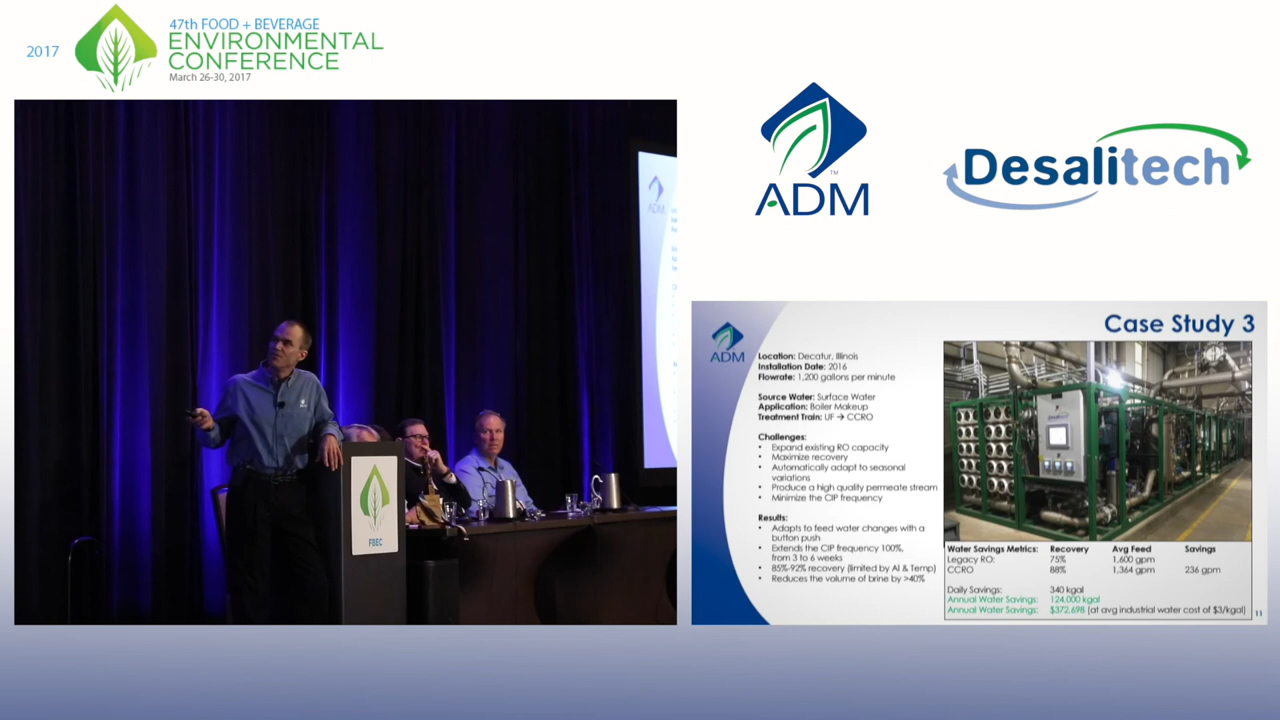 2017
47th FOOD + BEVERAGE
ENVIRONMENTAL
CONFERENCE
March 26-30, 2017
ADM
TM
Desalitech
ADM
FBEC
ADM
Case Study 3
Location: Decatur, Illinois
Installation Date: 2016
Flowrate: 1,200 gallons per minute
Source Water: Surface Water
Application: Boiler Makeup
Treatment Train: UF → CCRO
Challenges:
• Expand existing RO capacity
• Maximize recovery
• Automatically adapt to seasonal
variations
• Produce a high quality permeate stream
• Minimize the CIP frequency
Results:
• Adapts to feed water changes with a
button push
• Extends the CIP frequency 100%,
from 3 to 6 weeks
• 85%-92% recovery (limited by Al & Temp)
• Reduces the volume of brine by >40%
Desalitech
Water Savings Metrics: Recovery Avg Feed Savings
Legacy RO: 75% 1,600 gpm
CCRO 88% 1,364 gpm 236 gpm
Daily Savings: 340 kgal
Annual Water Savings: 124,000 kgal
Annual Water Savings: $372,698 (at avg industrial water cost of $3/kgal)
11